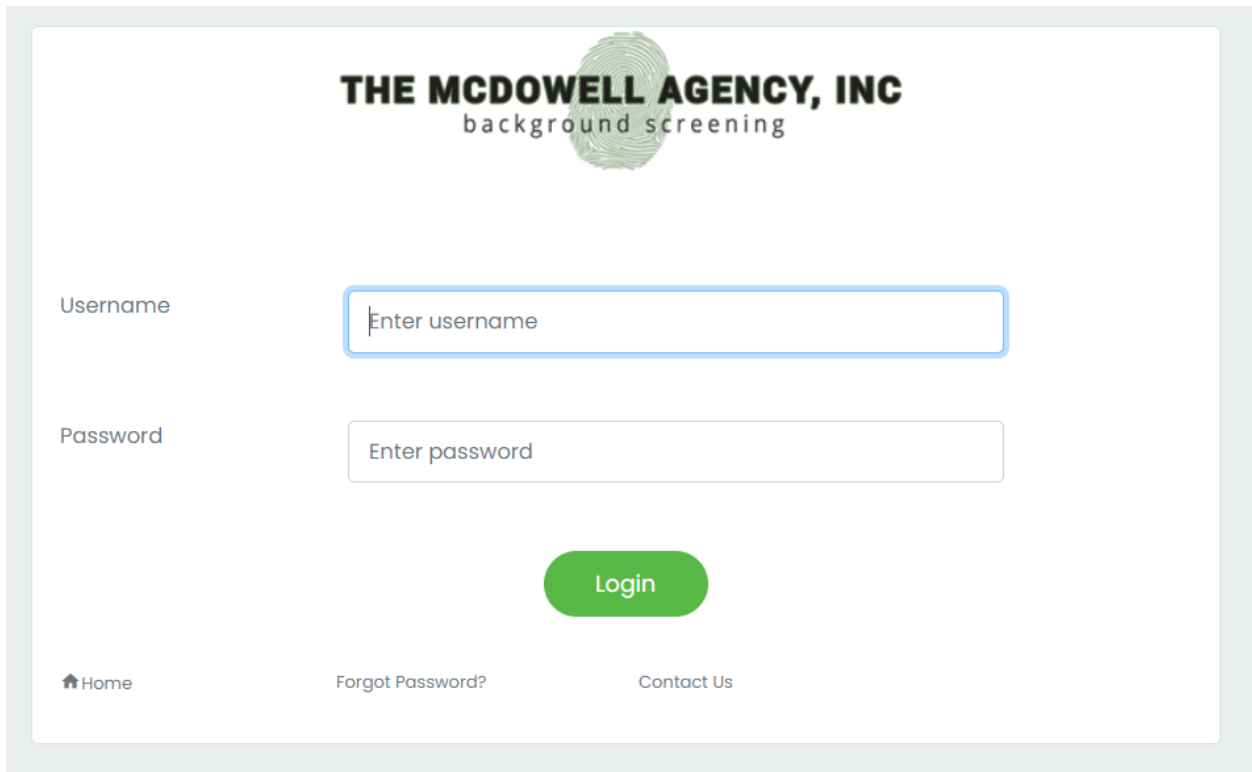 THE MCDOWELL AGENCY, INC
background screening
Username
Enter username
Password
Enter password
Login
Home
Forgot Password?
Contact Us